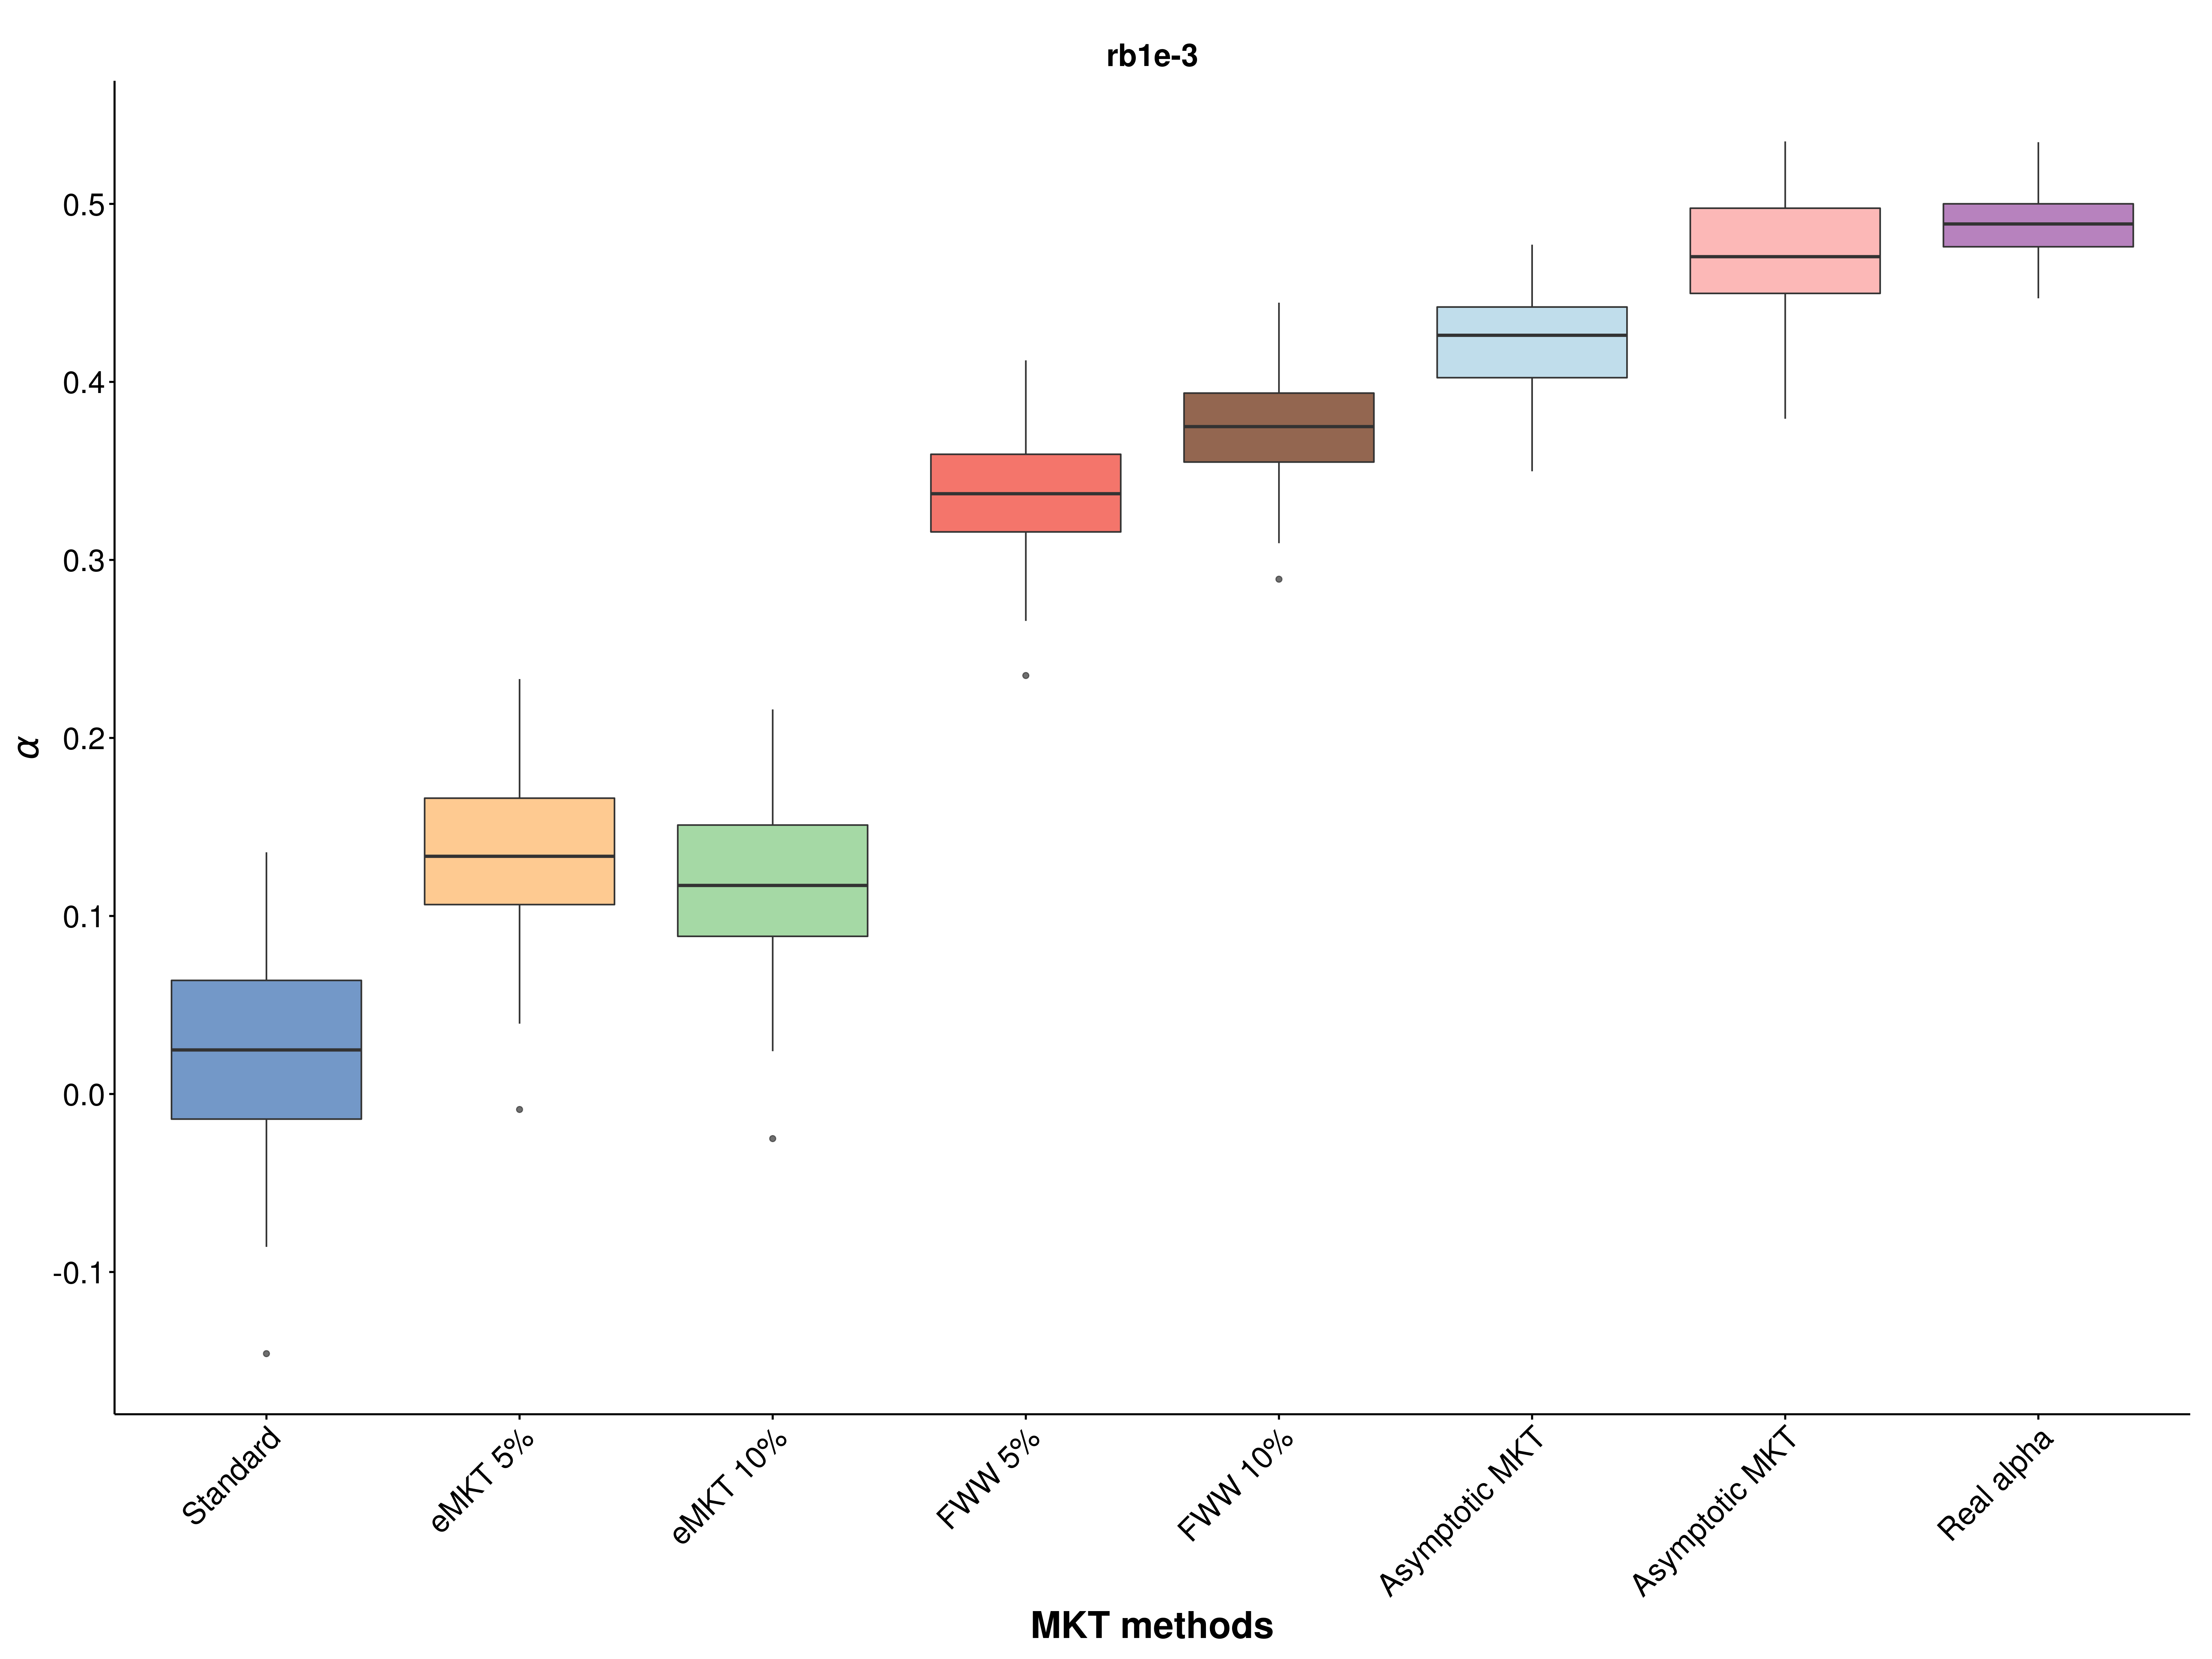 rb1e-3
α
0.5
0.4
0.3
0.2
0.1
0.0
-0.1
Standard
eMKT 5%
eMKT 10%
FWW 5%
FWW 10%
Asymptotic MKT
Asymptotic MKT
Real alpha
MKT methods